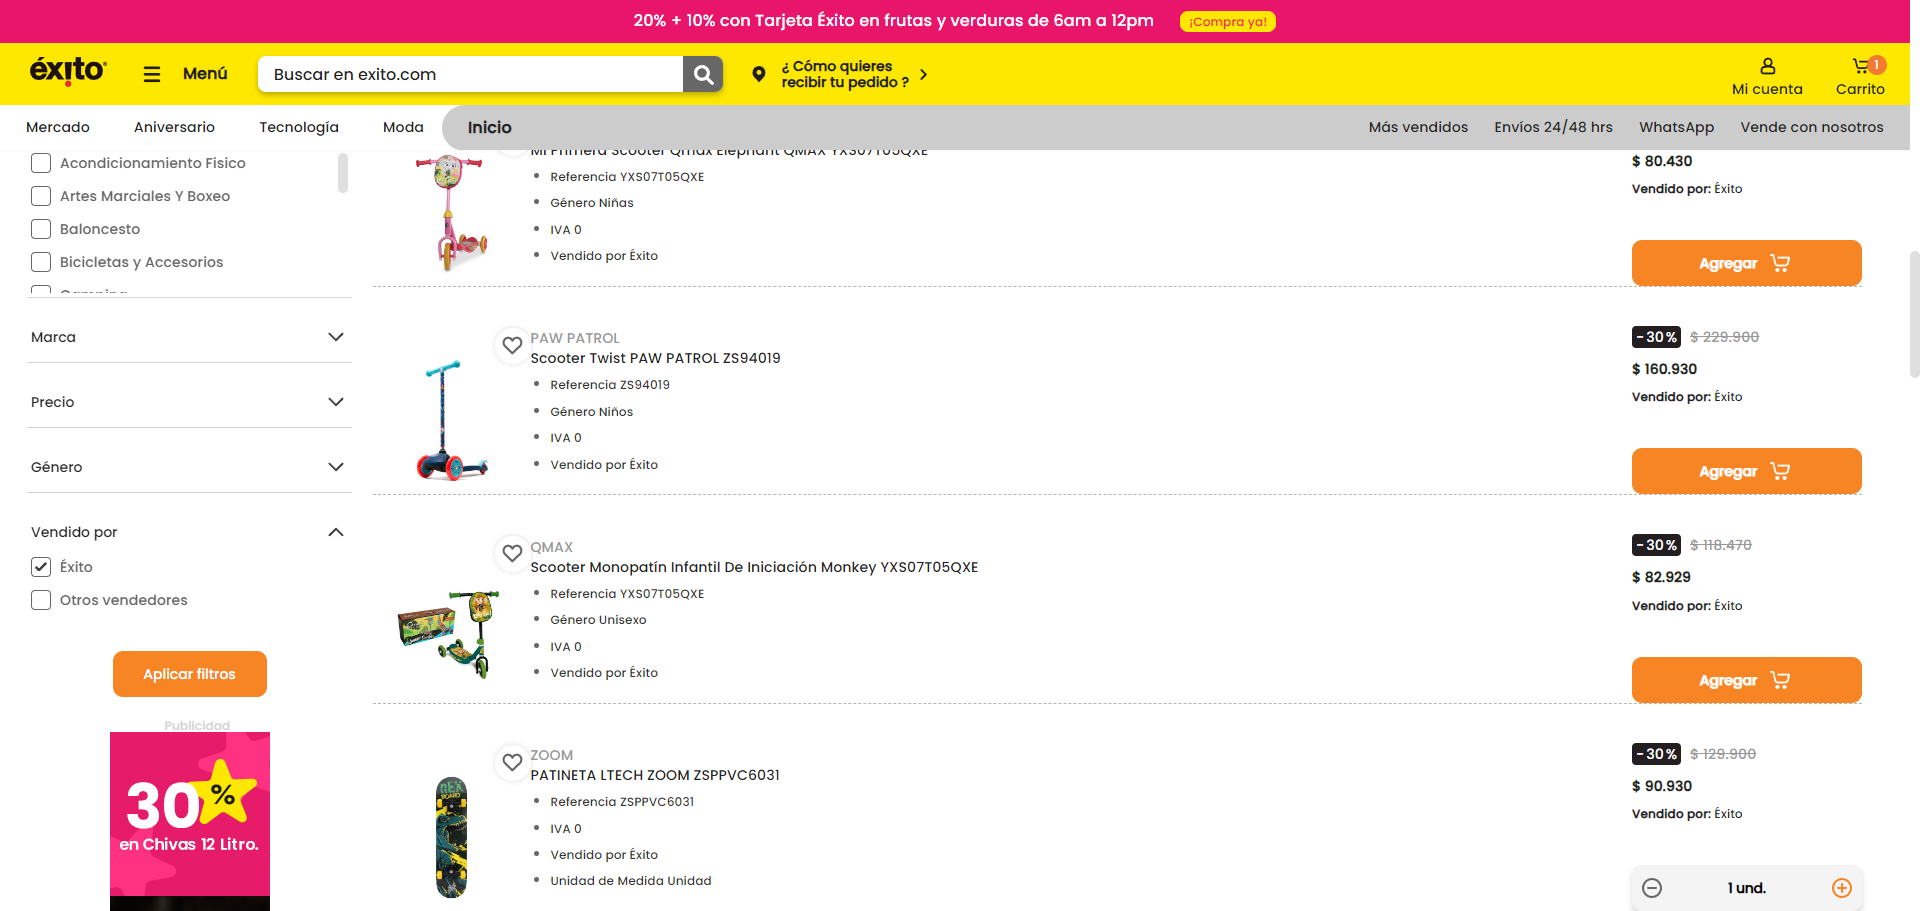 20% + 10% con Tarjeta Éxito en frutas y verduras de 6am a 12pm
¡Compra ya!
éxito
Menú
Buscar en exito.com
¿ Cómo quieres
recibir tu pedido ?
Mi cuenta
1
Carrito
Mercado
Aniversario
Tecnología
Moda
Inicio
Más vendidos
Envíos 24/48 hrs
WhatsApp
Vende con nosotros
Acondicionamiento Fisico
Artes Marciales Y Boxeo
Baloncesto
Bicicletas y Accesorios
Marca
Precio
Género
Vendido por
Éxito
Otros vendedores
Aplicar filtros
Publicidad
30%
en Chivas 12 Litro.
Mi Primera Scooter Qmax Elephant QMAX YXS07T05QXE
Referencia YXS07T05QXE
Género Niñas
IVA 0
Vendido por Éxito
$ 80.430
Vendido por: Éxito
Agregar
PAW PATROL
Scooter Twist PAW PATROL ZS94019
Referencia ZS94019
Género Niños
IVA 0
Vendido por Éxito
-30% $ 229.900
$ 160.930
Vendido por: Éxito
Agregar
QMAX
Scooter Monopatín Infantil De Iniciación Monkey YXS07T05QXE
Referencia YXS07T05QXE
Género Unisexo
IVA 0
Vendido por Éxito
-30% $ 118.470
$ 82.929
Vendido por: Éxito
Agregar
ZOOM
PATINETA LTECH ZOOM ZSPPVC6031
Referencia ZSPPVC6031
IVA 0
Vendido por Éxito
Unidad de Medida Unidad
-30% $ 129.900
$ 90.930
Vendido por: Éxito
1 und.